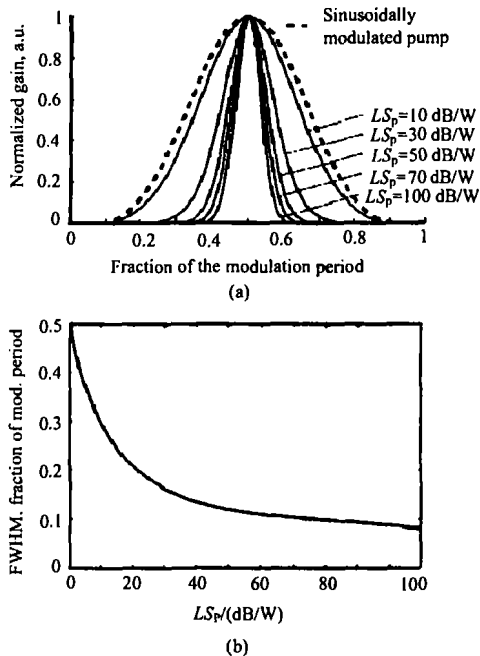 Normalized gain, a.u.
1
0.8
0.6
0.4
0.2
0
Sinusoidally
modulated pump
LSp=10 dB/W
LSp=30 dB/W
LSp=50 dB/W
LSp=70 dB/W
LSp=100 dB/W
0 0.2 0.4 0.6 0.8 1
Fraction of the modulation period
(a)
FWHM. fraction of mod. period
0.5
0.4
0.3
0.2
0.1
0
0 20 40 60 80 100
LSP/(dB/W)
(b)